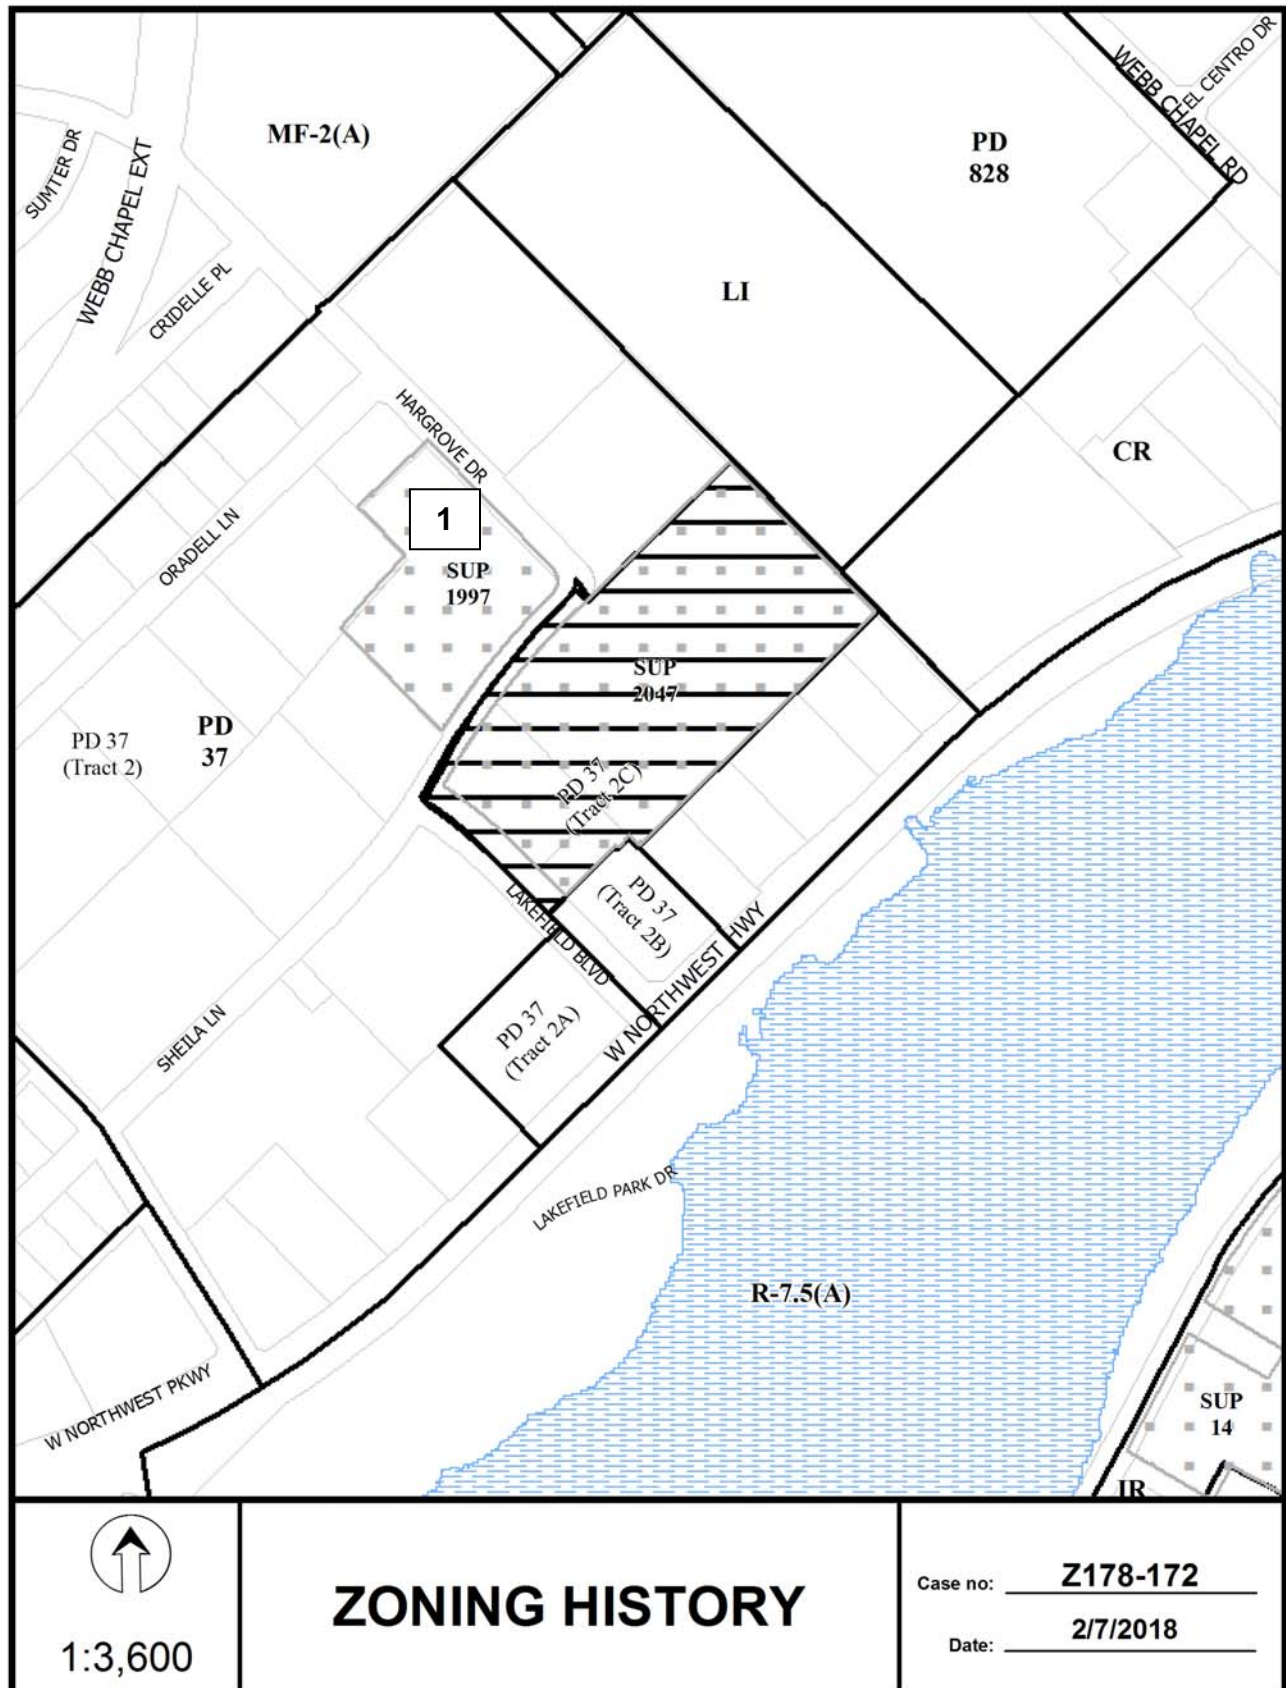 MF-2(A)
SUMTER DR
WEBB CHAPEL EXT
CRIDELLE PL
PD
828
WEBB CHAPEL RD
EL CENTRO DR
LI
CR
HARGROVE DR
ORADELL LN
1
SUP
1997
SUP
2047
PD 37
(Tract 2)
PD
37
PD 37
(Tract 2C)
PD 37
(Tract 2B)
LAKEFIELD BLVD
PD 37
(Tract 2A)
W NORTHWEST HWY
SHEILA LN
LAKEFIELD PARK DR
R-7.5(A)
W NORTHWEST PKWY
SUP
14
IR
1:3,600
ZONING HISTORY
Case no: Z178-172
Date: 2/7/2018